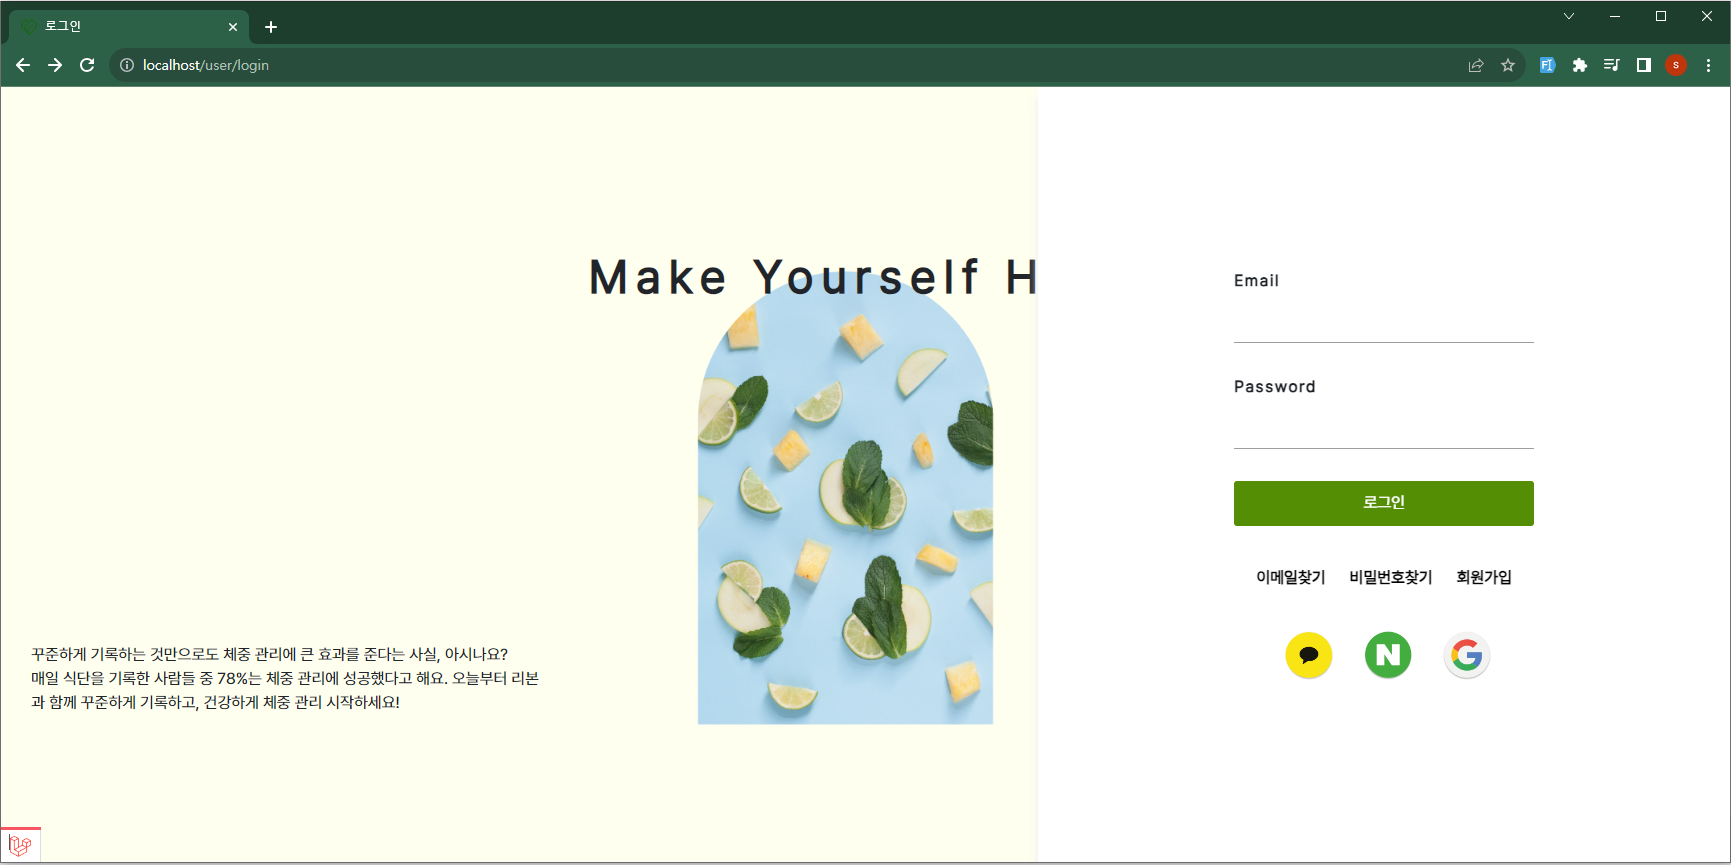 로그인
localhost/user/login
s
Make Yourself H
꾸준하게 기록하는 것만으로도 체중 관리에 큰 효과를 준다는 사실, 아시나요?
매일 식단을 기록한 사람들 중 78%는 체중 관리에 성공했다고 해요. 오늘부터 리본
과 함께 꾸준하게 기록하고, 건강하게 체중 관리 시작하세요!
Email
Password
로그인
이메일찾기 비밀번호찾기 회원가입
N G